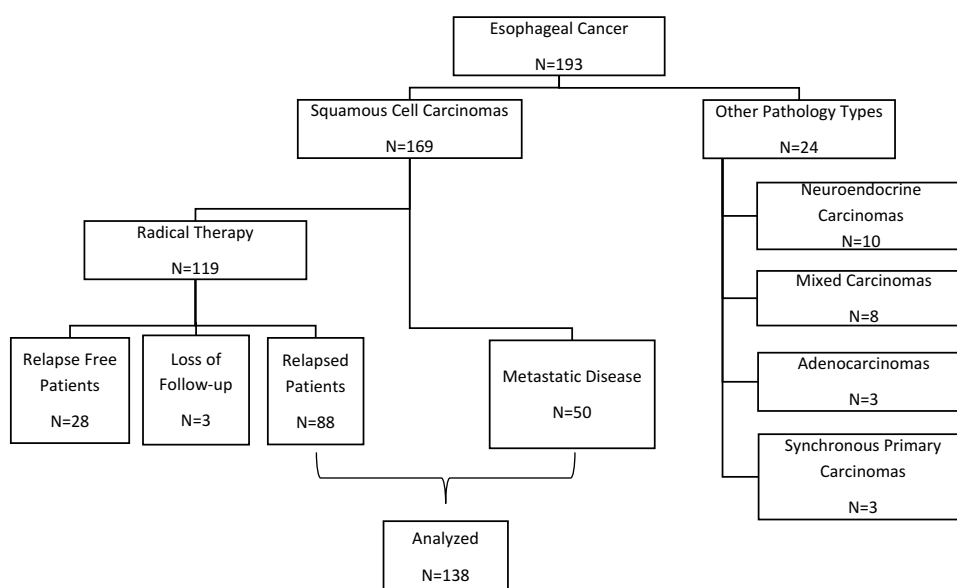 Esophageal Cancer
N=193
Squamous Cell Carcinomas
N=169
Other Pathology Types
N=24
Neuroendocrine
Carcinomas
N=10
Radical Therapy
N=119
Mixed Carcinomas
N=8
Relapse Free
Patients
N=28
Loss of
Follow-up
N=3
Relapsed
Patients
N=88
Metastatic Disease
N=50
Adenocarcinomas
N=3
Synchronous Primary
Carcinomas
N=3
Analyzed
N=138